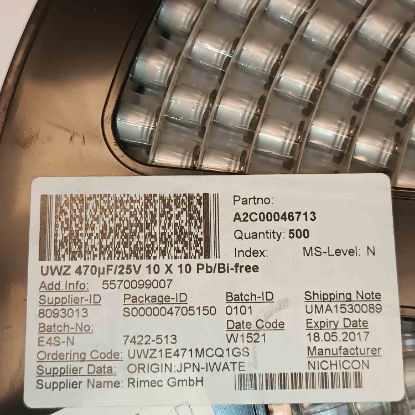 Partno:
A2C00046713
Quantity: 500
Index: MS-Level: N
UWZ 470µF/25V 10 X 10 Pb/Bi-free
Add.Info: 5570099007
Supplier-ID Package-ID Batch-ID Shipping Note
8093013 S000004705150 0101 UMA1530089
Batch-No: Date Code Expiry Date
E4S-N 7422-513 W1521 18.05.2017
Ordering Code: UWZ1E471MCQ1GS Manufacturer
Supplier Data: ORIGIN:JPN-IWATE NICHICON
Supplier Name: Rimec GmbH